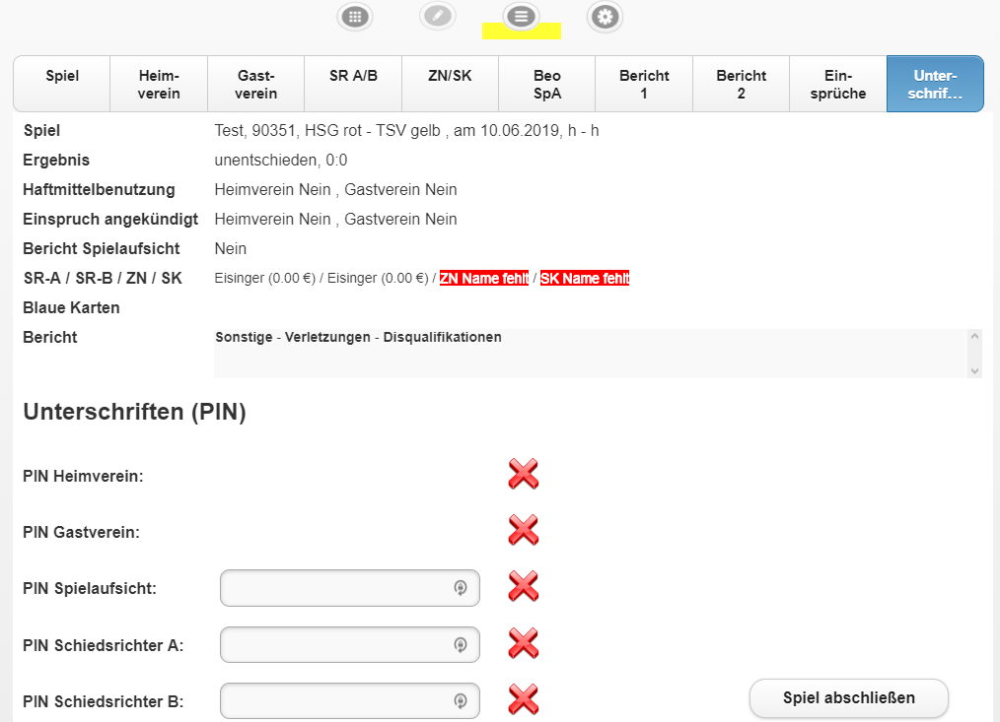 Spiel
Heim-
verein
Gast-
verein
SR A/B
ZN/SK
Beo
SpA
Bericht
1
Bericht
2
Ein-
sprüche
Unter-
schrif...
Spiel Test, 90351, HSG rot - TSV gelb , am 10.06.2019, h - h
Ergebnis unentschieden, 0:0
Haftmittelbenutzung Heimverein Nein , Gastverein Nein
Einspruch angekündigt Heimverein Nein , Gastverein Nein
Bericht Spielaufsicht Nein
SR-A / SR-B / ZN / SK Eisinger (0.00 €) / Eisinger (0.00 €) / ZN Name fehlt / SK Name fehlt
Blaue Karten
Bericht Sonstige - Verletzungen - Disqualifikationen
Unterschriften (PIN)
PIN Heimverein:
PIN Gastverein:
PIN Spielaufsicht:
PIN Schiedsrichter A:
PIN Schiedsrichter B:
Spiel abschließen